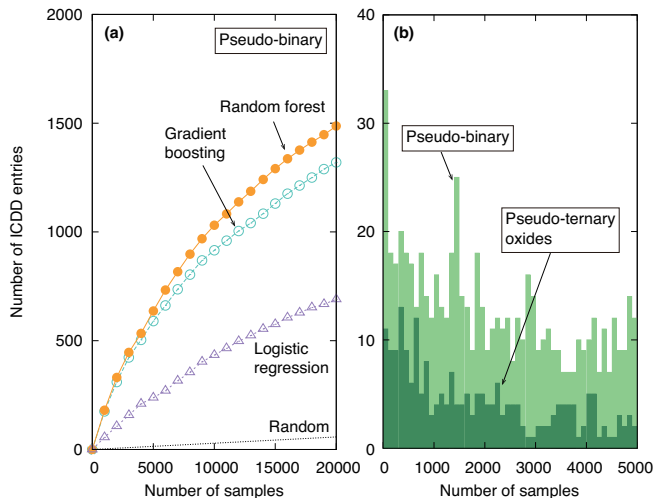 (a)
Pseudo-binary
Random forest
Gradient
boosting
Logistic
regression
Random
Number of ICDD entries
1500
1000
500
0
0
5000
10000
15000
20000
Number of samples
(b)
Pseudo-binary
Pseudo-ternary
oxides
40
30
20
10
0
0
1000
2000
3000
4000
5000
Number of samples